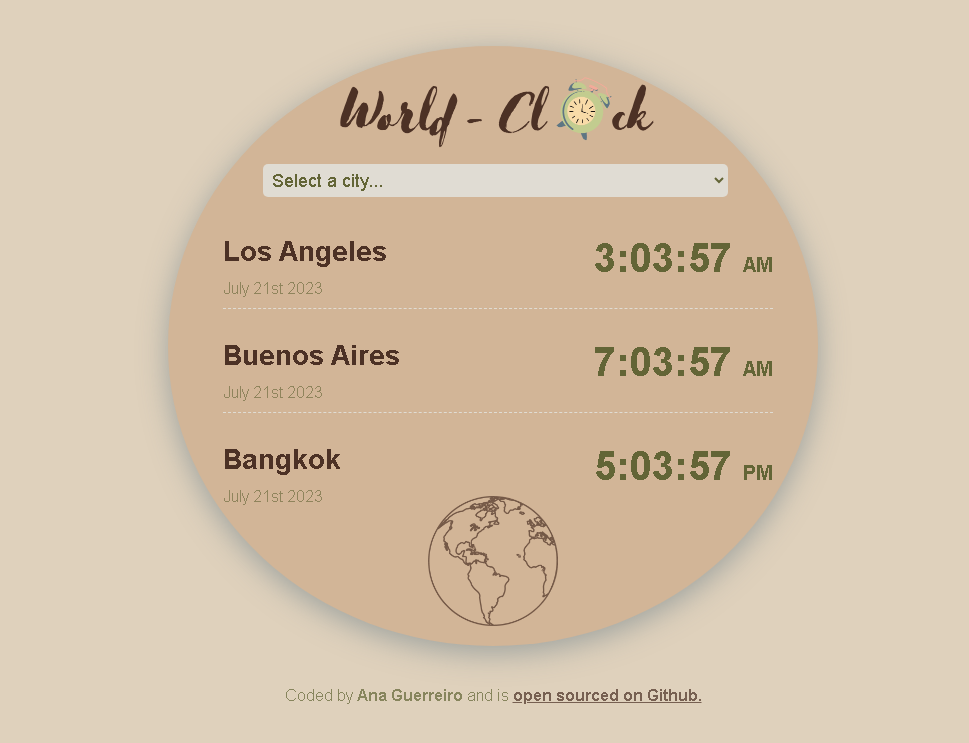 World - Clock
Select a city...
Los Angeles
3:03:57 AM
July 21st 2023
Buenos Aires
7:03:57 AM
July 21st 2023
Bangkok
5:03:57 PM
July 21st 2023
Coded by Ana Guerreiro and is open sourced on Github.